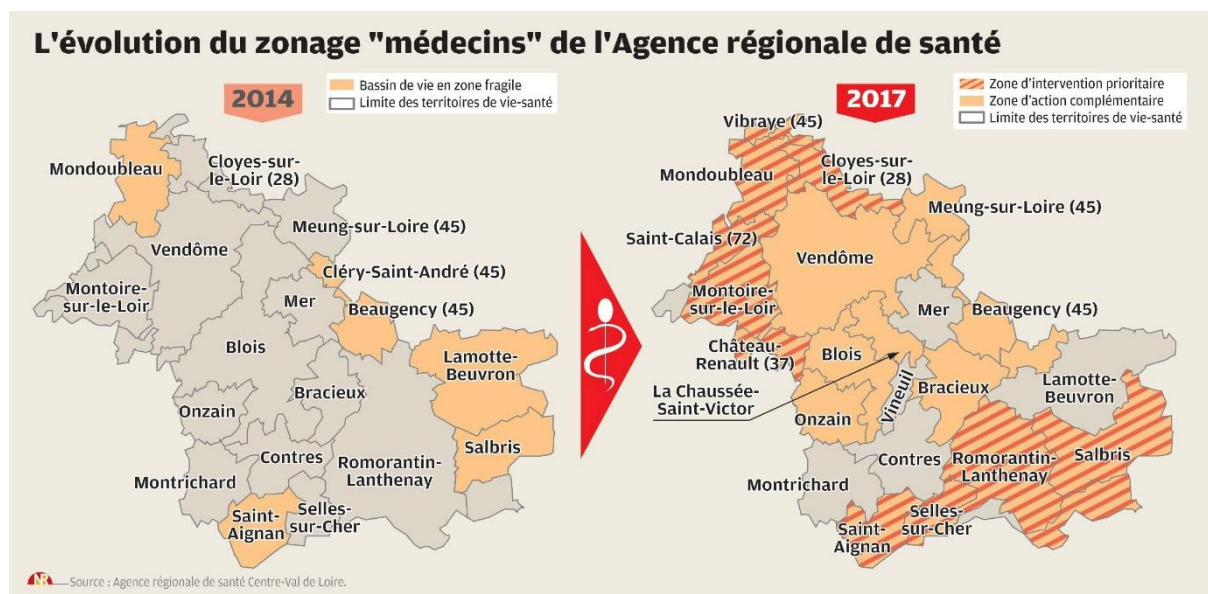 L'évolution du zonage "médecins" de l'Agence régionale de santé
2014
Bassin de vie en zone fragile
Limite des territoires de vie-santé
Mondoubleau
Cloyes-sur-
le-Loir (28)
Meung-sur-Loire (45)
Vendôme
Cléry-Saint-André (45)
Montoire-
sur-le-Loir
Mer
Beaugency (45)
Blois
Lamotte-
Beuvron
Bracieux
Onzain
Salbris
Contres
Romorantin-
Lanthenay
Montrichard
Saint-
Aignan
Selles-
sur-Cher
2017
Zone d'intervention prioritaire
Zone d'action complémentaire
Limite des territoires de vie-santé
Vibraye (45)
Cloyes-sur-
le-Loir (28)
Mondoubleau
Meung-sur-Loire (45)
Saint-Calais (72)
Vendôme
Montoire-
sur-le-Loir
Mer
Beaugency (45)
Château-
Renault (37)
Blois
La Chaussée-
Saint-Victor
Vineuil
Bracieux
Lamotte-
Beuvron
Onzain
Contres
Romorantin-
Lanthenay
Salbris
Montrichard
Selles-
sur-Cher
Saint-
Aignan
NR
Source : Agence régionale de santé Centre-Val de Loire.